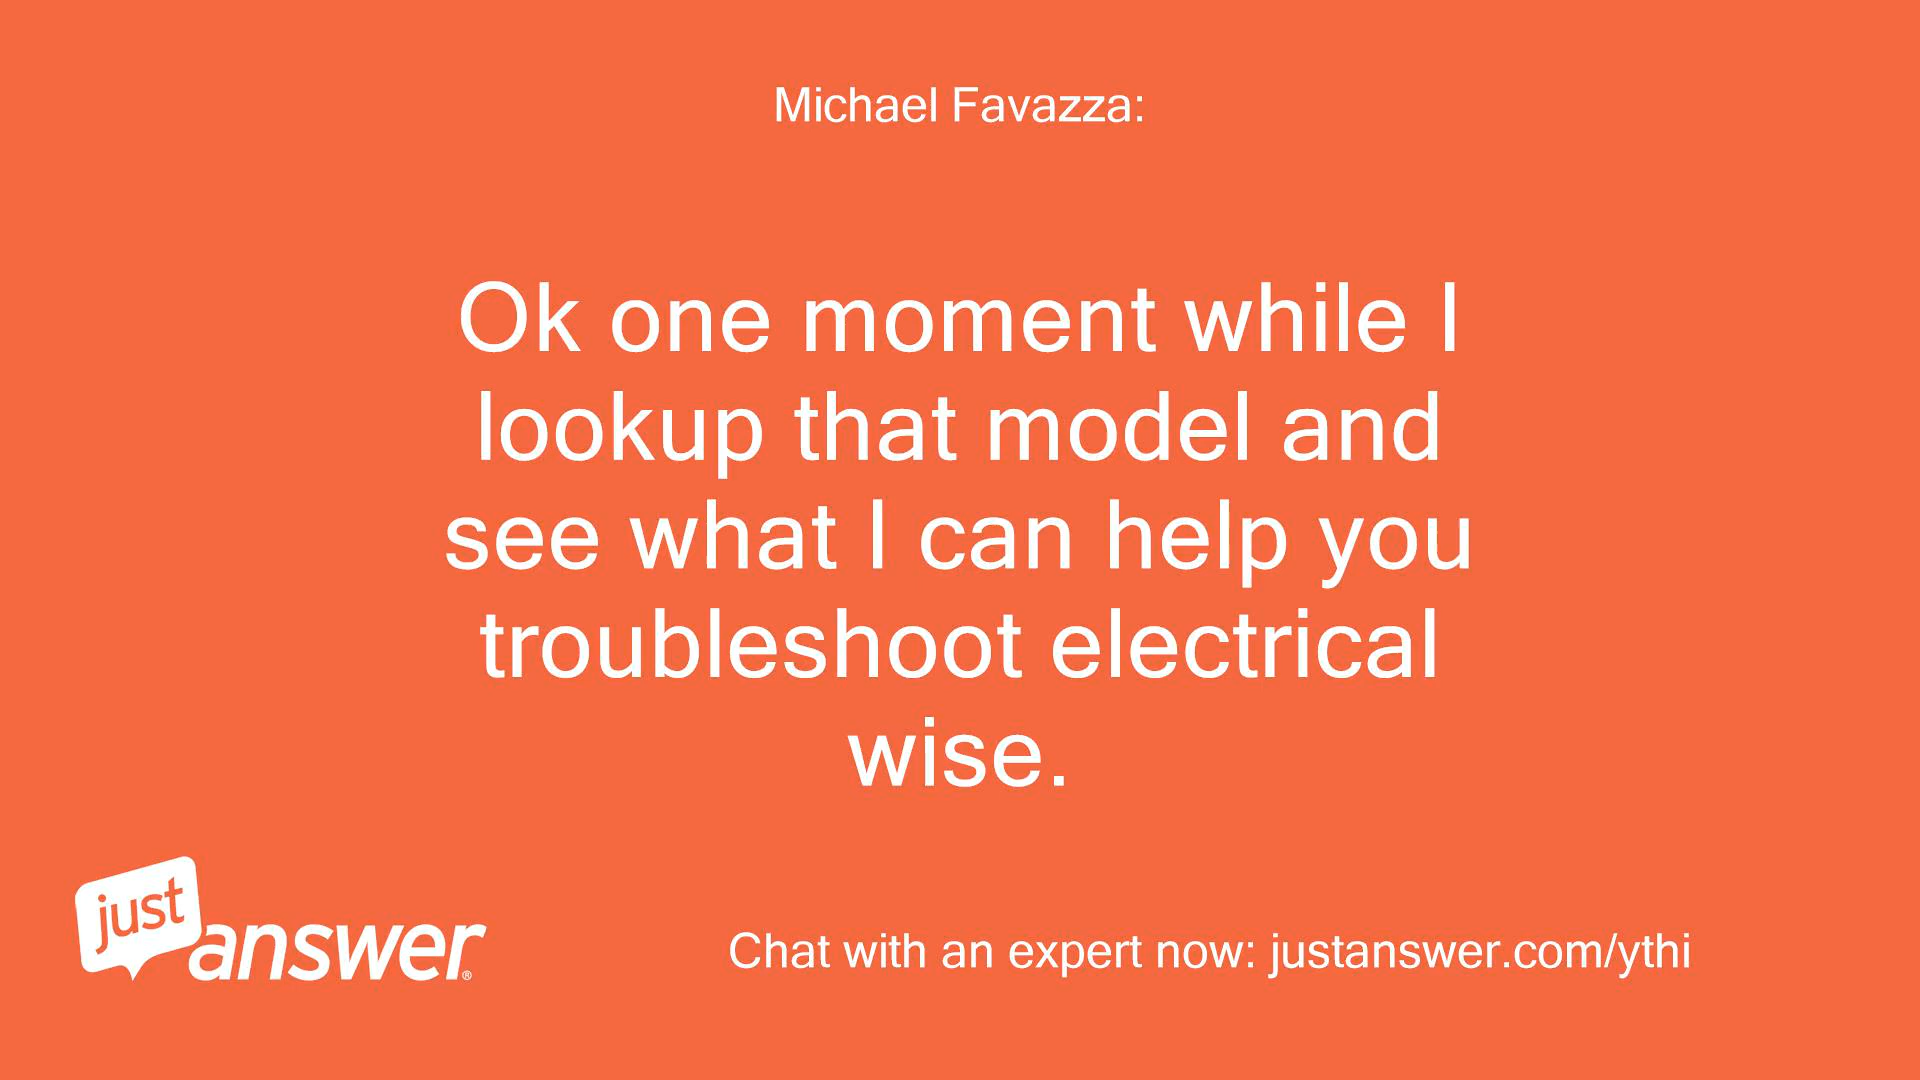 Michael Favazza:
Ok one moment while I
lookup that model and
see what I can help you
troubleshoot electrical
wise.
just
answer®
Chat with an expert now: justanswer.com/ythi